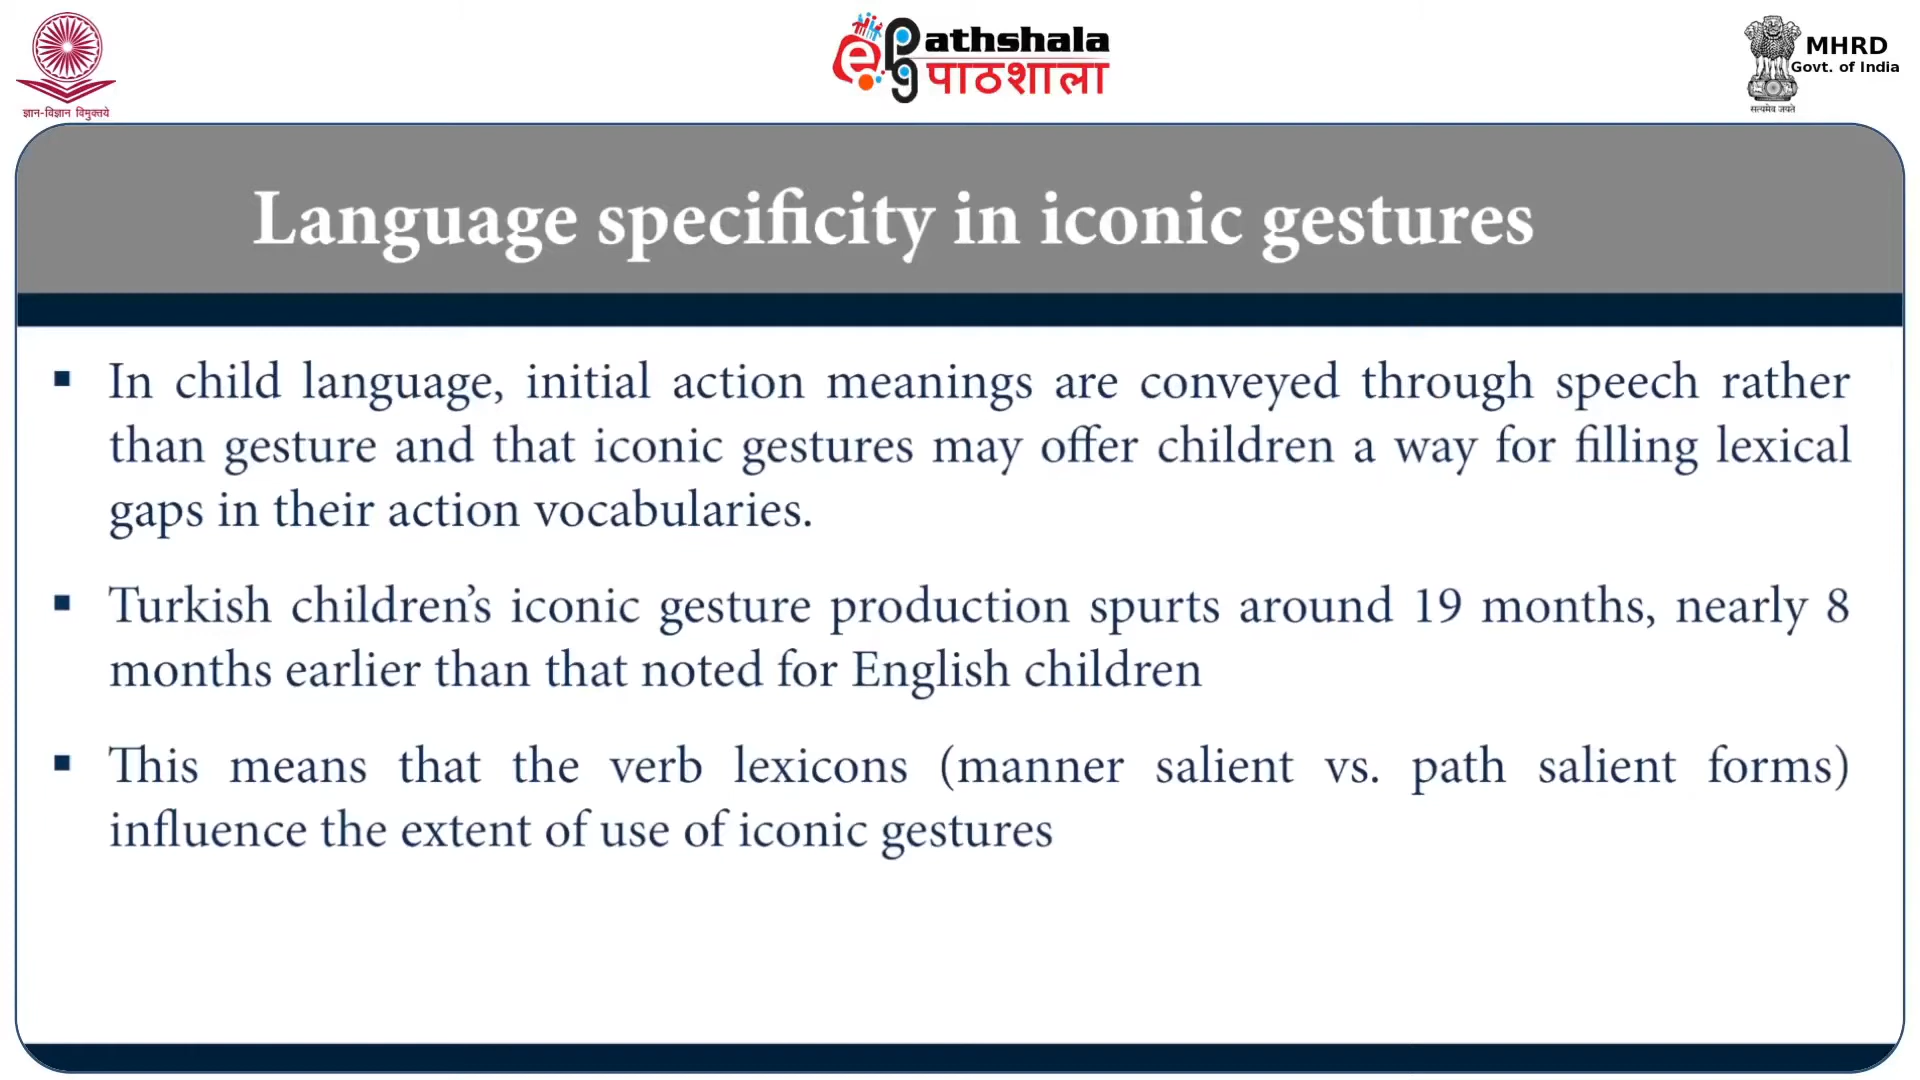 ज्ञान-विज्ञान विमुक्तये
ePathshala
पाठशाला
MHRD
Govt. of India
सत्यमेव जयते
Language specificity in iconic gestures
▪ In child language, initial action meanings are conveyed through speech rather
than gesture and that iconic gestures may offer children a way for filling lexical
gaps in their action vocabularies.
▪ Turkish children’s iconic gesture production spurts around 19 months, nearly 8
months earlier than that noted for English children
▪ This means that the verb lexicons (manner salient vs. path salient forms)
influence the extent of use of iconic gestures